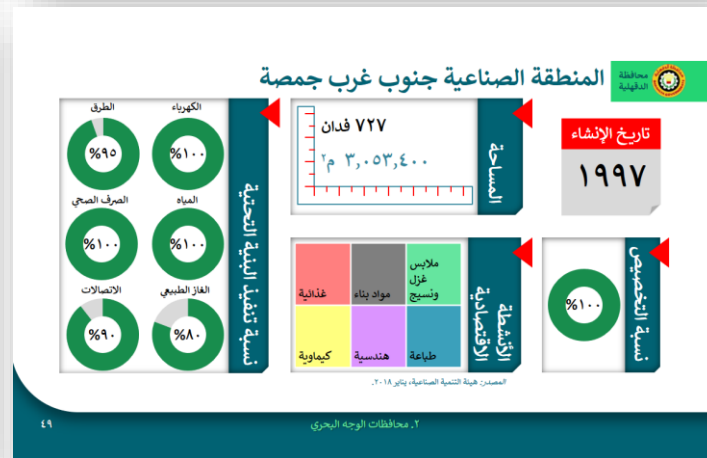 محافظة
الدقهلية
المنطقة الصناعية جنوب غرب جمصة
تاريخ الإنشاء
١٩٩٧
المساحة
٧٢٧ فدان
٣,٠٥٣,٤٠٠ م٢
نسبة تنفيذ البنية التحتية
الكهرباء
%١٠٠
الطرق
%٩٥
المياه
%١٠٠
الصرف الصحي
%١٠٠
الغاز الطبيعي
%٨٠
الاتصالات
%٩٠
نسبة التخصيص
%١٠٠
الأنشطة
الاقتصادية
ملابس
غزل
ونسيج
مواد بناء
غذائية
طباعة
هندسية
كيماوية
المصدر: هيئة التنمية الصناعية، يناير ٢٠١٨.
٢. محافظات الوجه البحري
٤٩